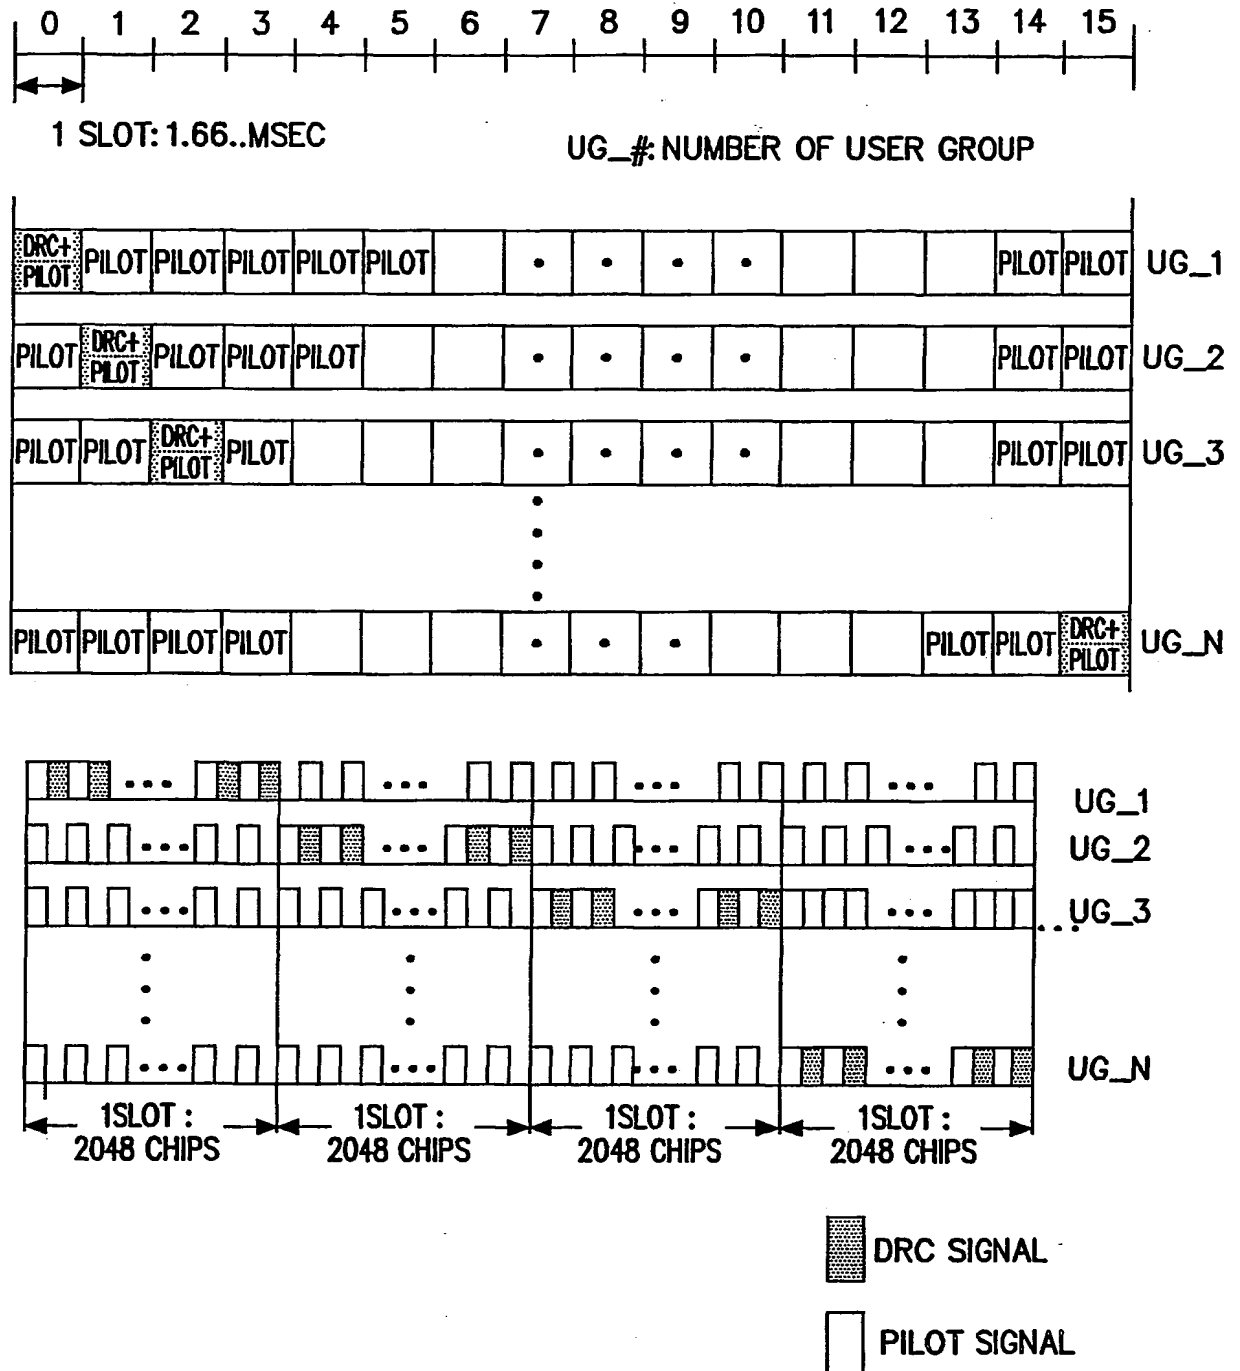 0 1 2 3 4 5 6 7 8 9 10 11 12 13 14 15
1 SLOT: 1.66..MSEC
UG_#: NUMBER OF USER GROUP
DRC+ PILOT PILOT PILOT PILOT PILOT PILOT • • • • PILOT PILOT UG_1
PILOT DRC+ PILOT PILOT PILOT PILOT • • • • PILOT PILOT UG_2
PILOT PILOT DRC+ PILOT PILOT • • • • PILOT PILOT UG_3
PILOT PILOT PILOT PILOT • • • PILOT PILOT DRC+ PILOT UG_N
UG_1
UG_2
UG_3
UG_N
1SLOT : 1SLOT : 1SLOT : 1SLOT :
2048 CHIPS 2048 CHIPS 2048 CHIPS 2048 CHIPS
DRC SIGNAL
PILOT SIGNAL